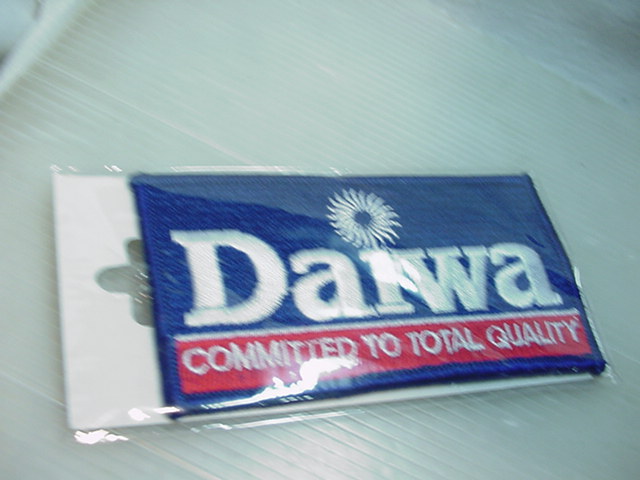 Daiwa
COMMITTED TO TOTAL QUALITY